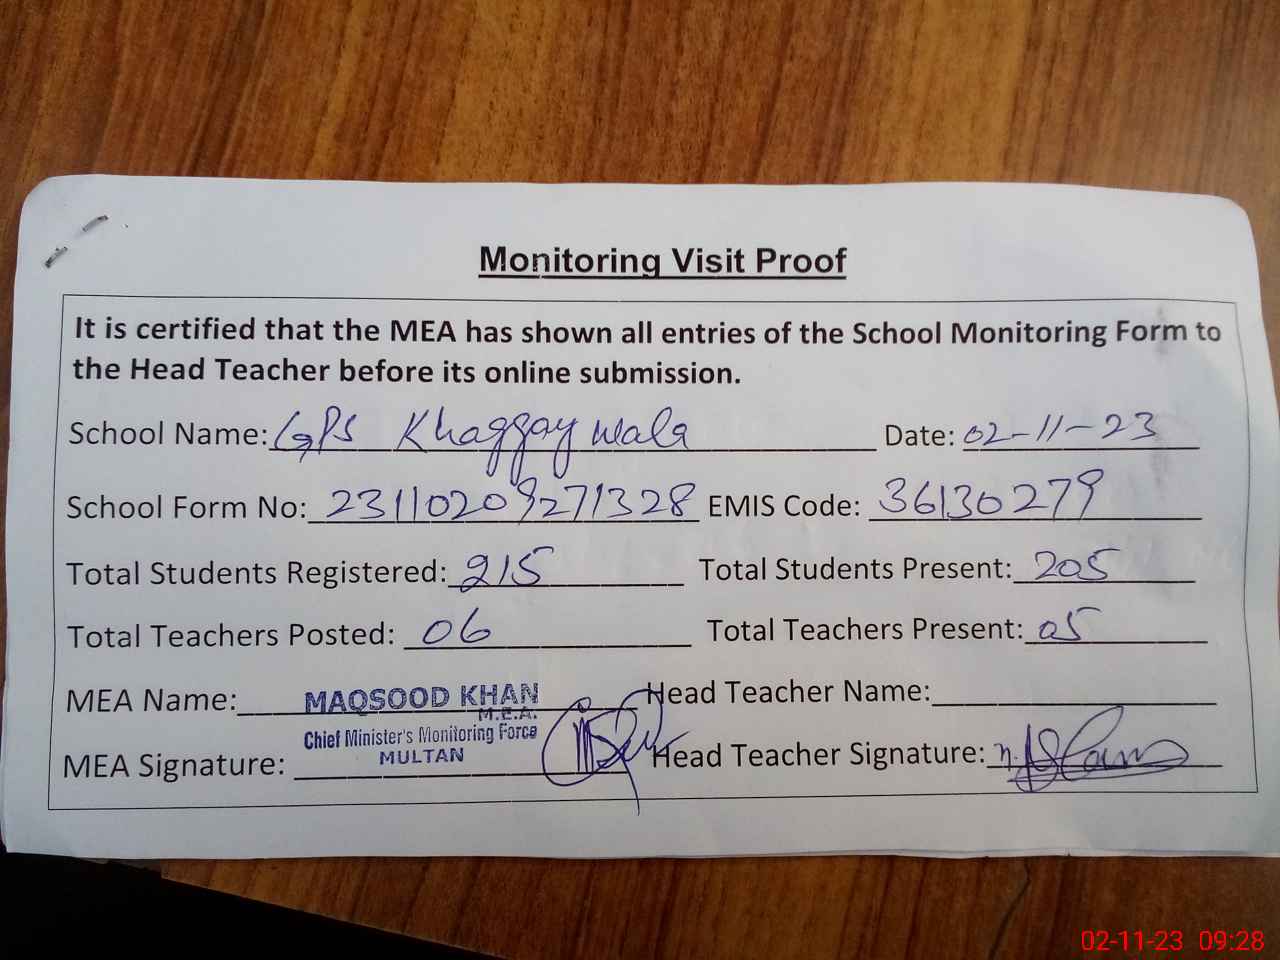 Monitoring Visit Proof
It is certified that the MEA has shown all entries of the School Monitoring Form to
the Head Teacher before its online submission.
School Name: GPS Khaggay wala Date: 02-11-23
School Form No: 23110209271328 EMIS Code: 36130279
Total Students Registered: 215 Total Students Present: 205
Total Teachers Posted: 06 Total Teachers Present: 05
MEA Name: MAQSOOD KHAN Head Teacher Name:
M.E.A.
Chief Minister's Monitoring Force
MULTAN
MEA Signature: Head Teacher Signature:
02-11-23 09:28